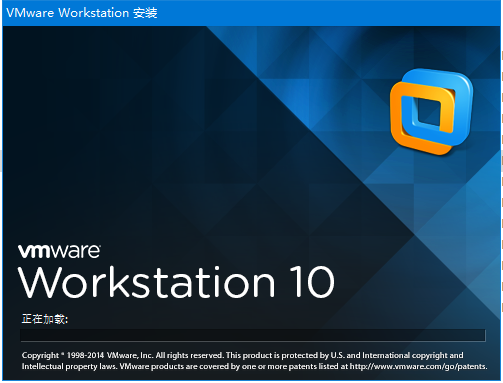 VMware Workstation 安装
vmware
Workstation 10
正在加载:
Copyright © 1998-2014 VMware, Inc. All rights reserved. This product is protected by U.S. and International copyright and
Intellectual property laws. VMware products are covered by one or more patents listed at http://www.vmware.com/go/patents.